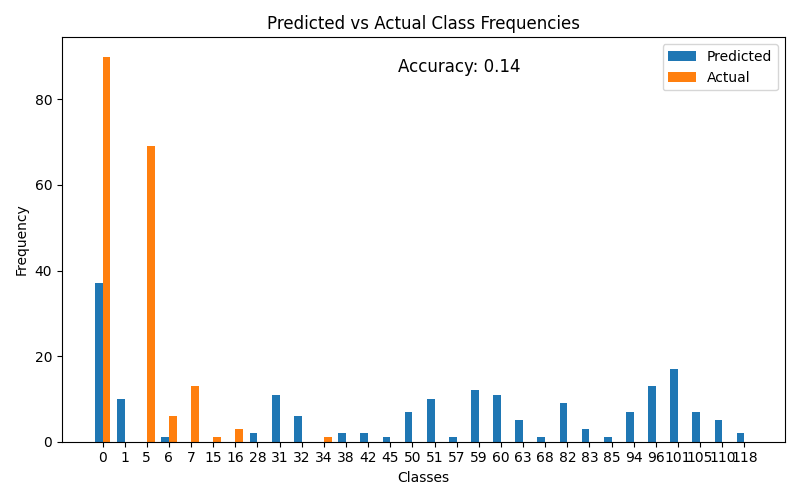 Predicted vs Actual Class Frequencies
Accuracy: 0.14
Predicted
Actual
Frequency
80
60
40
20
0
0 1 5 6 7 15 16 28 31 32 34 38 42 45 50 51 57 59 60 63 68 82 83 85 94 96 101 105 110 118
Classes